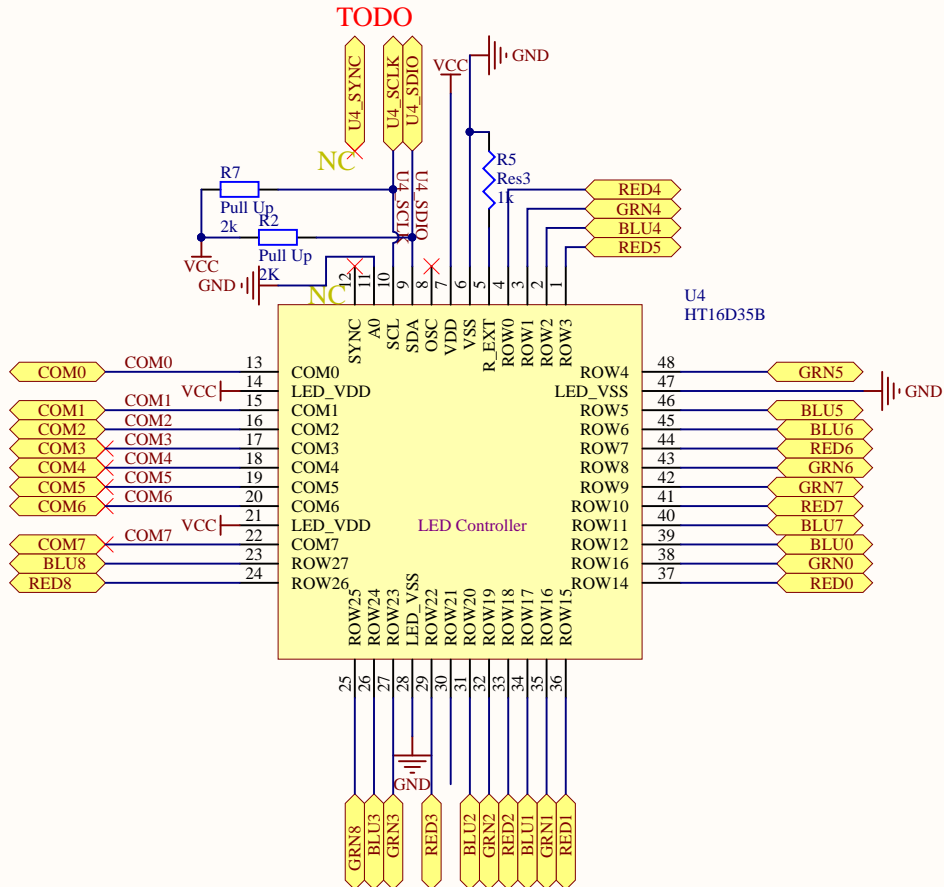 TODO
U4_SYNC
U4_SCLK
U4_SDIO
VCC
GND
NC
R7
Pull Up
2k
R2
Pull Up
2K
VCC
GND
U4_SCLK
U4_SDIO
R5
Res3
1k
RED4
GRN4
BLU4
RED5
NC
12
11
10
9
8
7
6
5
4
3
2
1
SYNC
A0
SCL
SDA
OSC
VDD
VSS
R_EXT
ROW0
ROW1
ROW2
ROW3
U4
HT16D35B
COM0 COM0 13 COM0
VCC 14 LED_VDD
COM1 COM1 15 COM1
COM2 COM2 16 COM2
COM3 COM3 17 COM3
COM4 COM4 18 COM4
COM5 COM5 19 COM5
COM6 COM6 20 COM6
VCC 21 LED_VDD
COM7 COM7 22 COM7
BLU8 23 ROW27
RED8 24 ROW26
LED Controller
ROW4 48 GRN5
LED_VSS 47 GND
ROW5 46 BLU5
ROW6 45 BLU6
ROW7 44 RED6
ROW8 43 GRN6
ROW9 42 GRN7
ROW10 41 RED7
ROW11 40 BLU7
ROW12 39 BLU0
ROW16 38 GRN0
ROW14 37 RED0
ROW25
ROW24
ROW23
LED_VSS
ROW22
ROW21
ROW20
ROW19
ROW18
ROW17
ROW16
ROW15
25
26
27
28
29
30
31
32
33
34
35
36
GND
GRN8
BLU3
GRN3
RED3
BLU2
GRN2
RED2
BLU1
GRN1
RED1